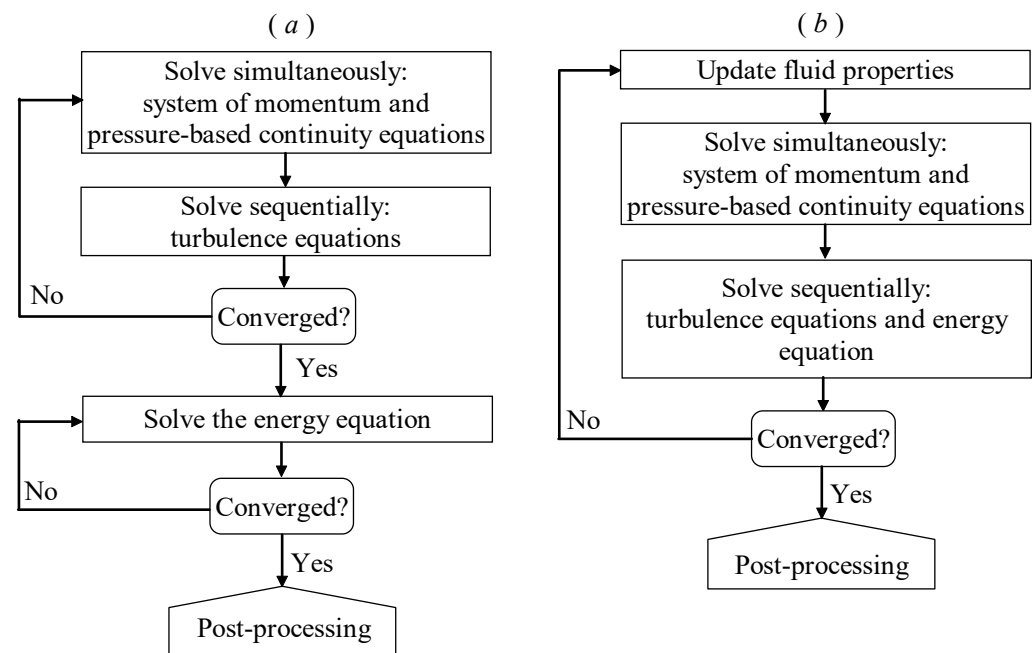 ( a )
Solve simultaneously:
system of momentum and
pressure-based continuity equations
Solve sequentially:
turbulence equations
No
Converged?
Yes
Solve the energy equation
No
Converged?
Yes
Post-processing
( b )
Update fluid properties
Solve simultaneously:
system of momentum and
pressure-based continuity equations
Solve sequentially:
turbulence equations and energy
equation
No
Converged?
Yes
Post-processing